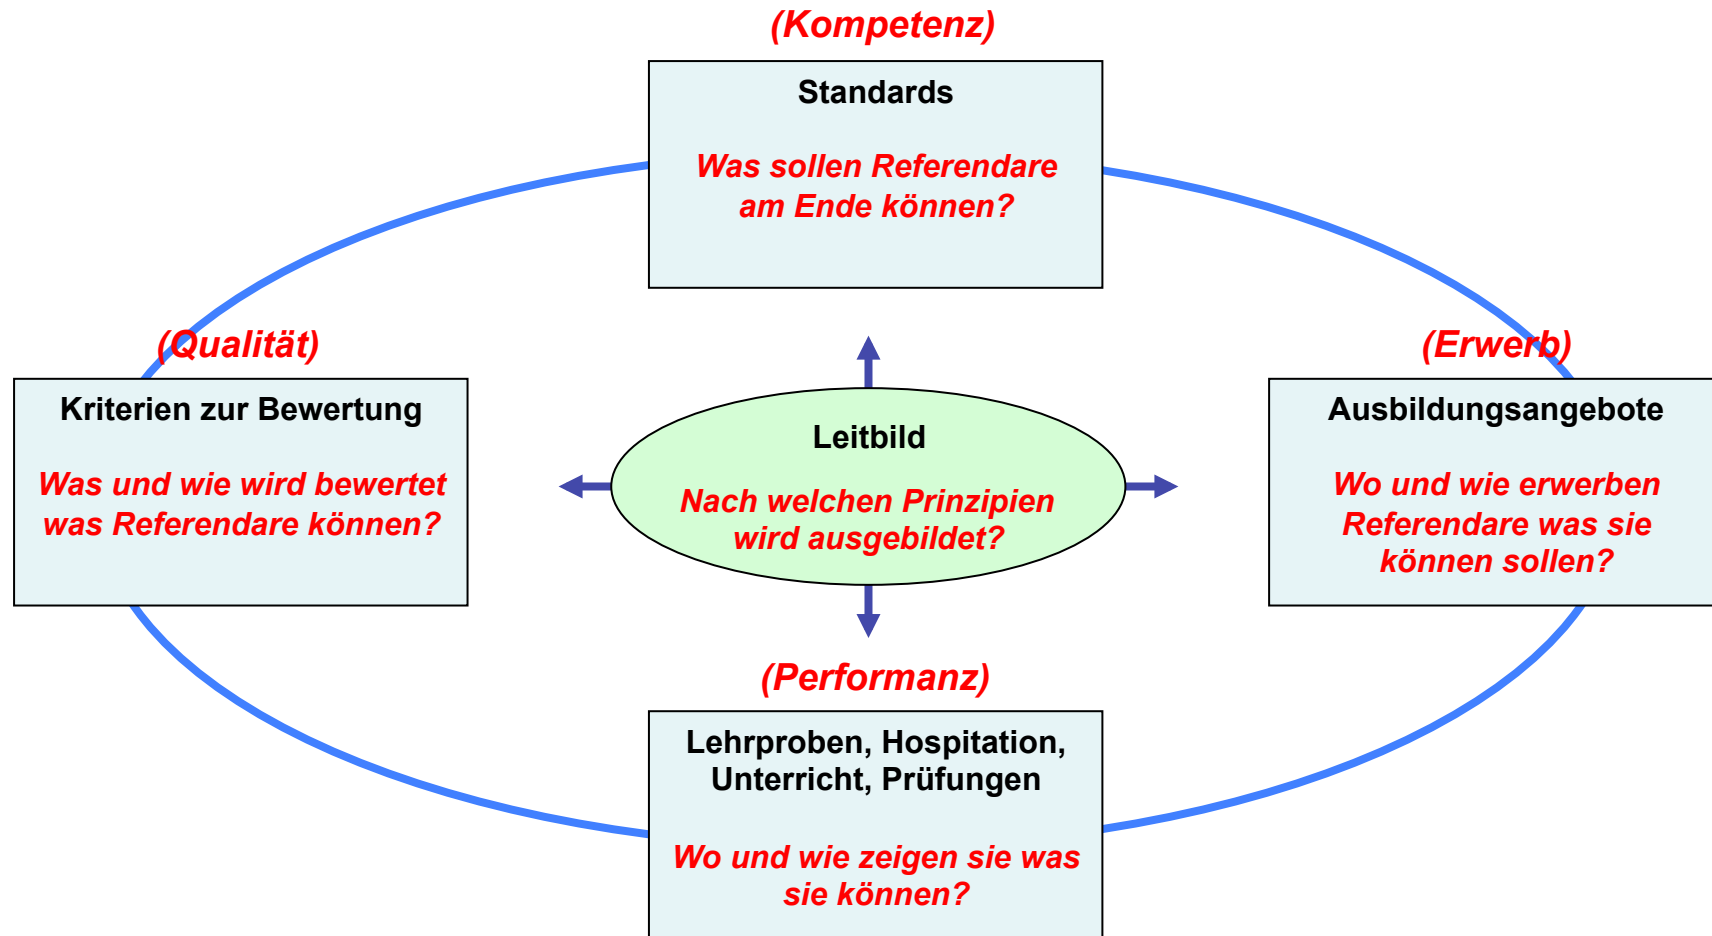 (Kompetenz)
Standards
Was sollen Referendare
am Ende können?
(Qualität)
Kriterien zur Bewertung
Was und wie wird bewertet
was Referendare können?
Leitbild
Nach welchen Prinzipien
wird ausgebildet?
(Erwerb)
Ausbildungsangebote
Wo und wie erwerben
Referendare was sie
können sollen?
(Performanz)
Lehrproben, Hospitation,
Unterricht, Prüfungen
Wo und wie zeigen sie was
sie können?